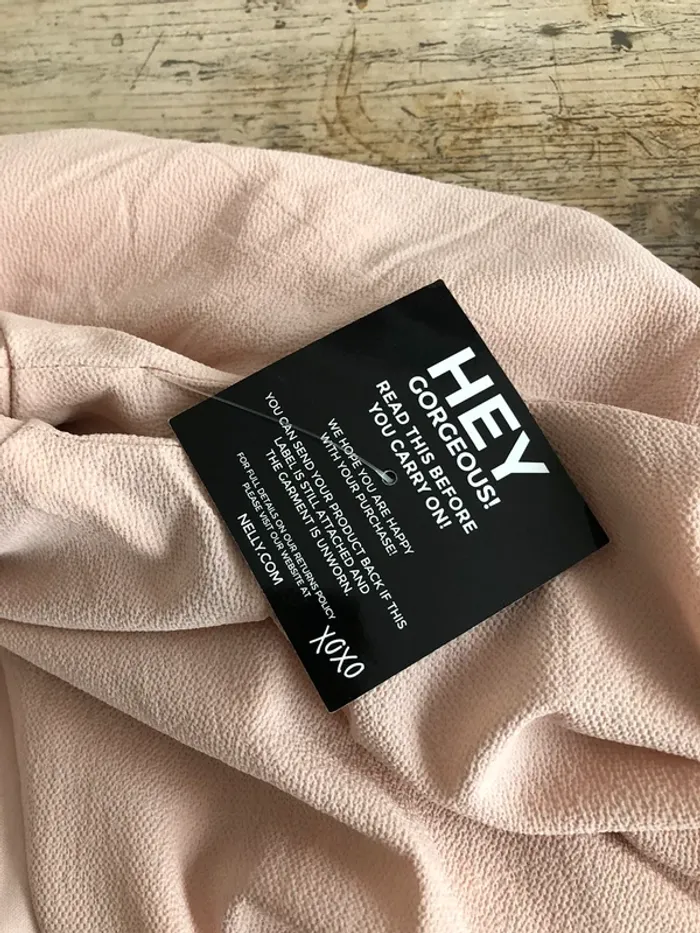 HEY
GORGEOUS!
READ THIS BEFORE
YOU CARRY ON!
WE HOPE YOU ARE HAPPY
WITH YOUR PURCHASE!
YOU CAN SEND YOUR PRODUCT BACK IF THIS
LABEL IS STILL ATTACHED AND
THE GARMENT IS UNWORN.
FOR FULL DETAILS ON OUR RETURNS POLICY
PLEASE VISIT OUR WEBSITE AT
NELLY.COM
XOXO